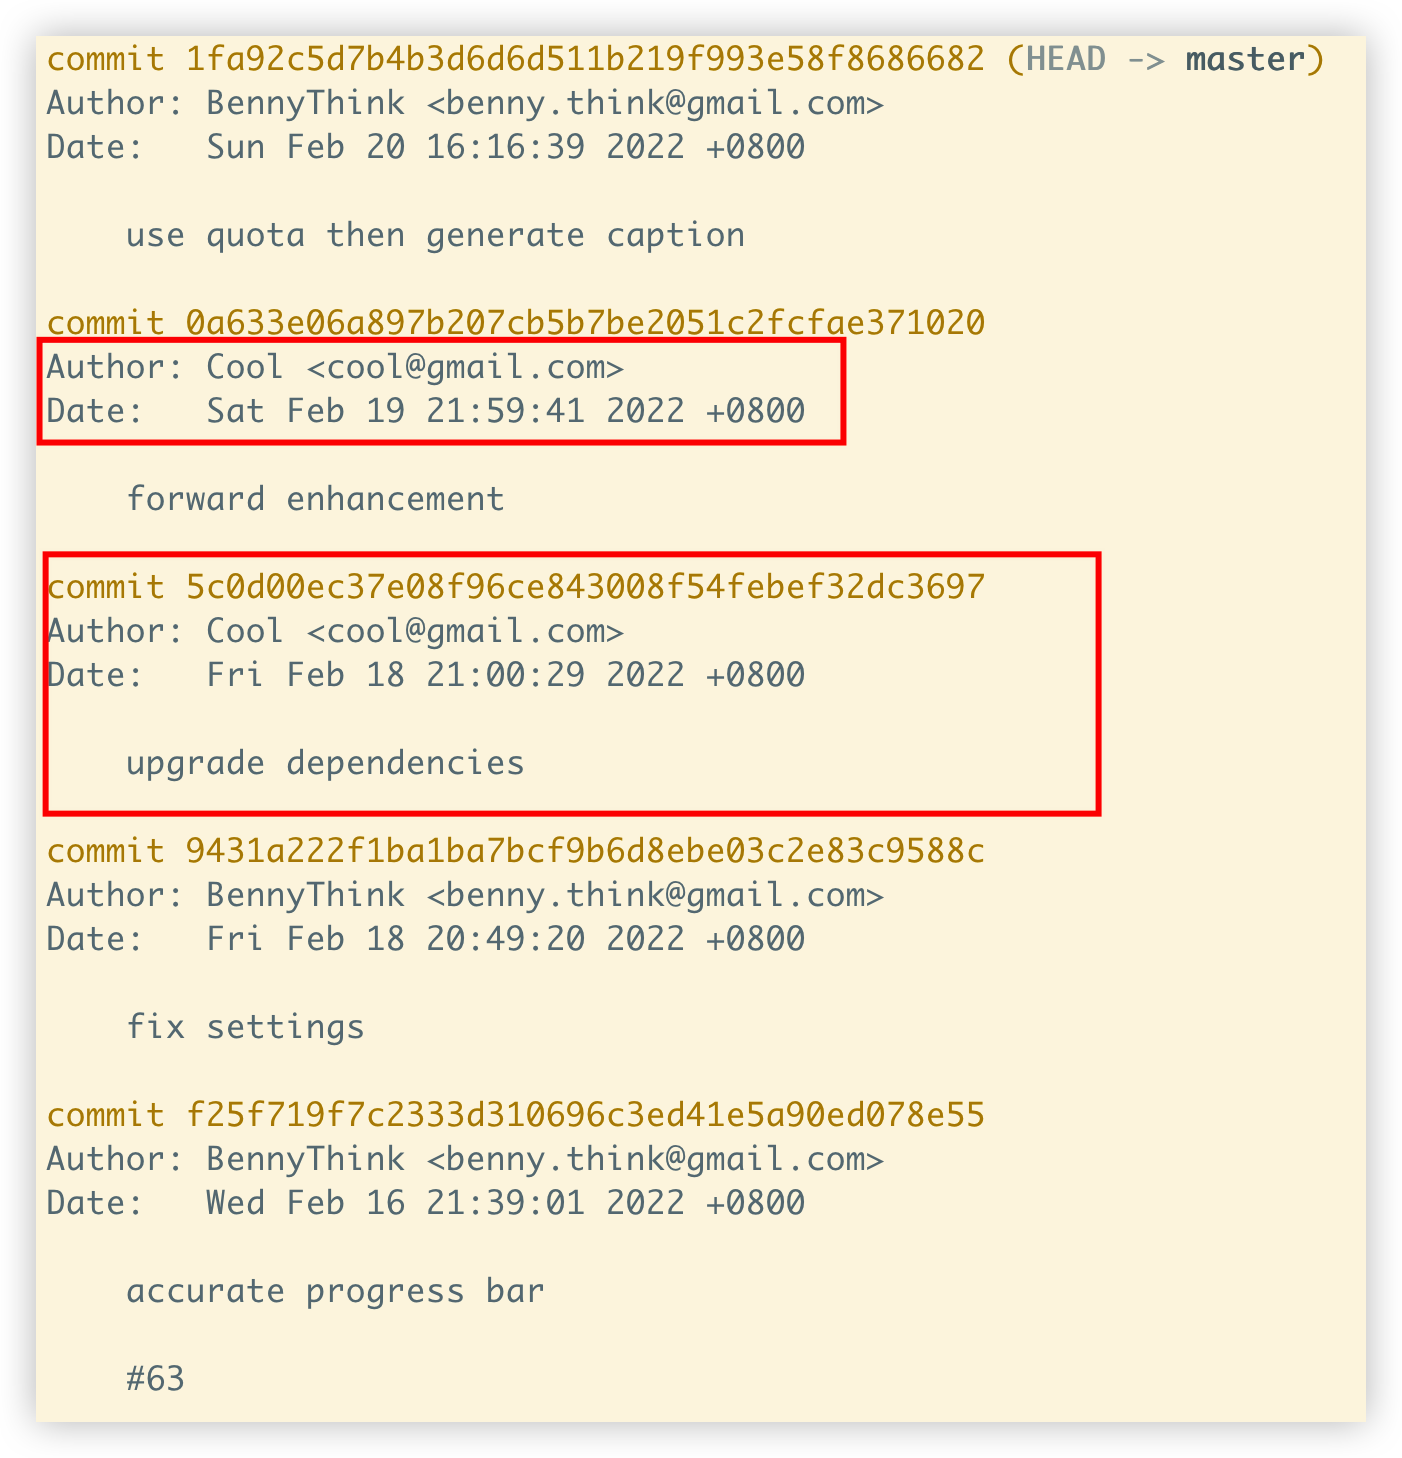 commit 1fa92c5d7b4b3d6d6d511b219f993e58f8686682 (HEAD -> master)
Author: BennyThink <benny.think@gmail.com>
Date:   Sun Feb 20 16:16:39 2022 +0800
use quota then generate caption
commit 0a633e06a897b207cb5b7be2051c2fcfae371020
Author: Cool <cool@gmail.com>
Date:   Sat Feb 19 21:59:41 2022 +0800
forward enhancement
commit 5c0d00ec37e08f96ce843008f54febef32dc3697
Author: Cool <cool@gmail.com>
Date:   Fri Feb 18 21:00:29 2022 +0800
upgrade dependencies
commit 9431a222f1ba1ba7bcf9b6d8ebe03c2e83c9588c
Author: BennyThink <benny.think@gmail.com>
Date:   Fri Feb 18 20:49:20 2022 +0800
fix settings
commit f25f719f7c2333d310696c3ed41e5a90ed078e55
Author: BennyThink <benny.think@gmail.com>
Date:   Wed Feb 16 21:39:01 2022 +0800
accurate progress bar
#63